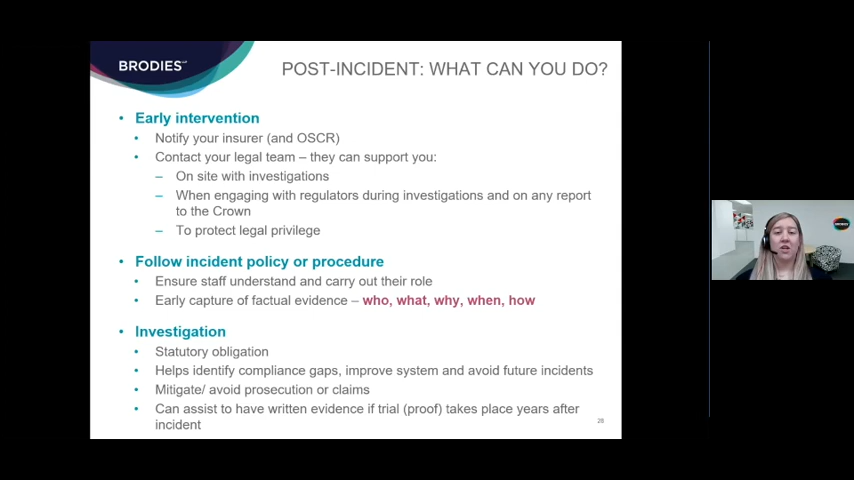 BRODIES LLP
POST-INCIDENT: WHAT CAN YOU DO?
• Early intervention
• Notify your insurer (and OSCR)
• Contact your legal team – they can support you:
– On site with investigations
– When engaging with regulators during investigations and on any report
to the Crown
– To protect legal privilege
• Follow incident policy or procedure
• Ensure staff understand and carry out their role
• Early capture of factual evidence – who, what, why, when, how
• Investigation
• Statutory obligation
• Helps identify compliance gaps, improve system and avoid future incidents
• Mitigate/ avoid prosecution or claims
• Can assist to have written evidence if trial (proof) takes place years after
incident
28